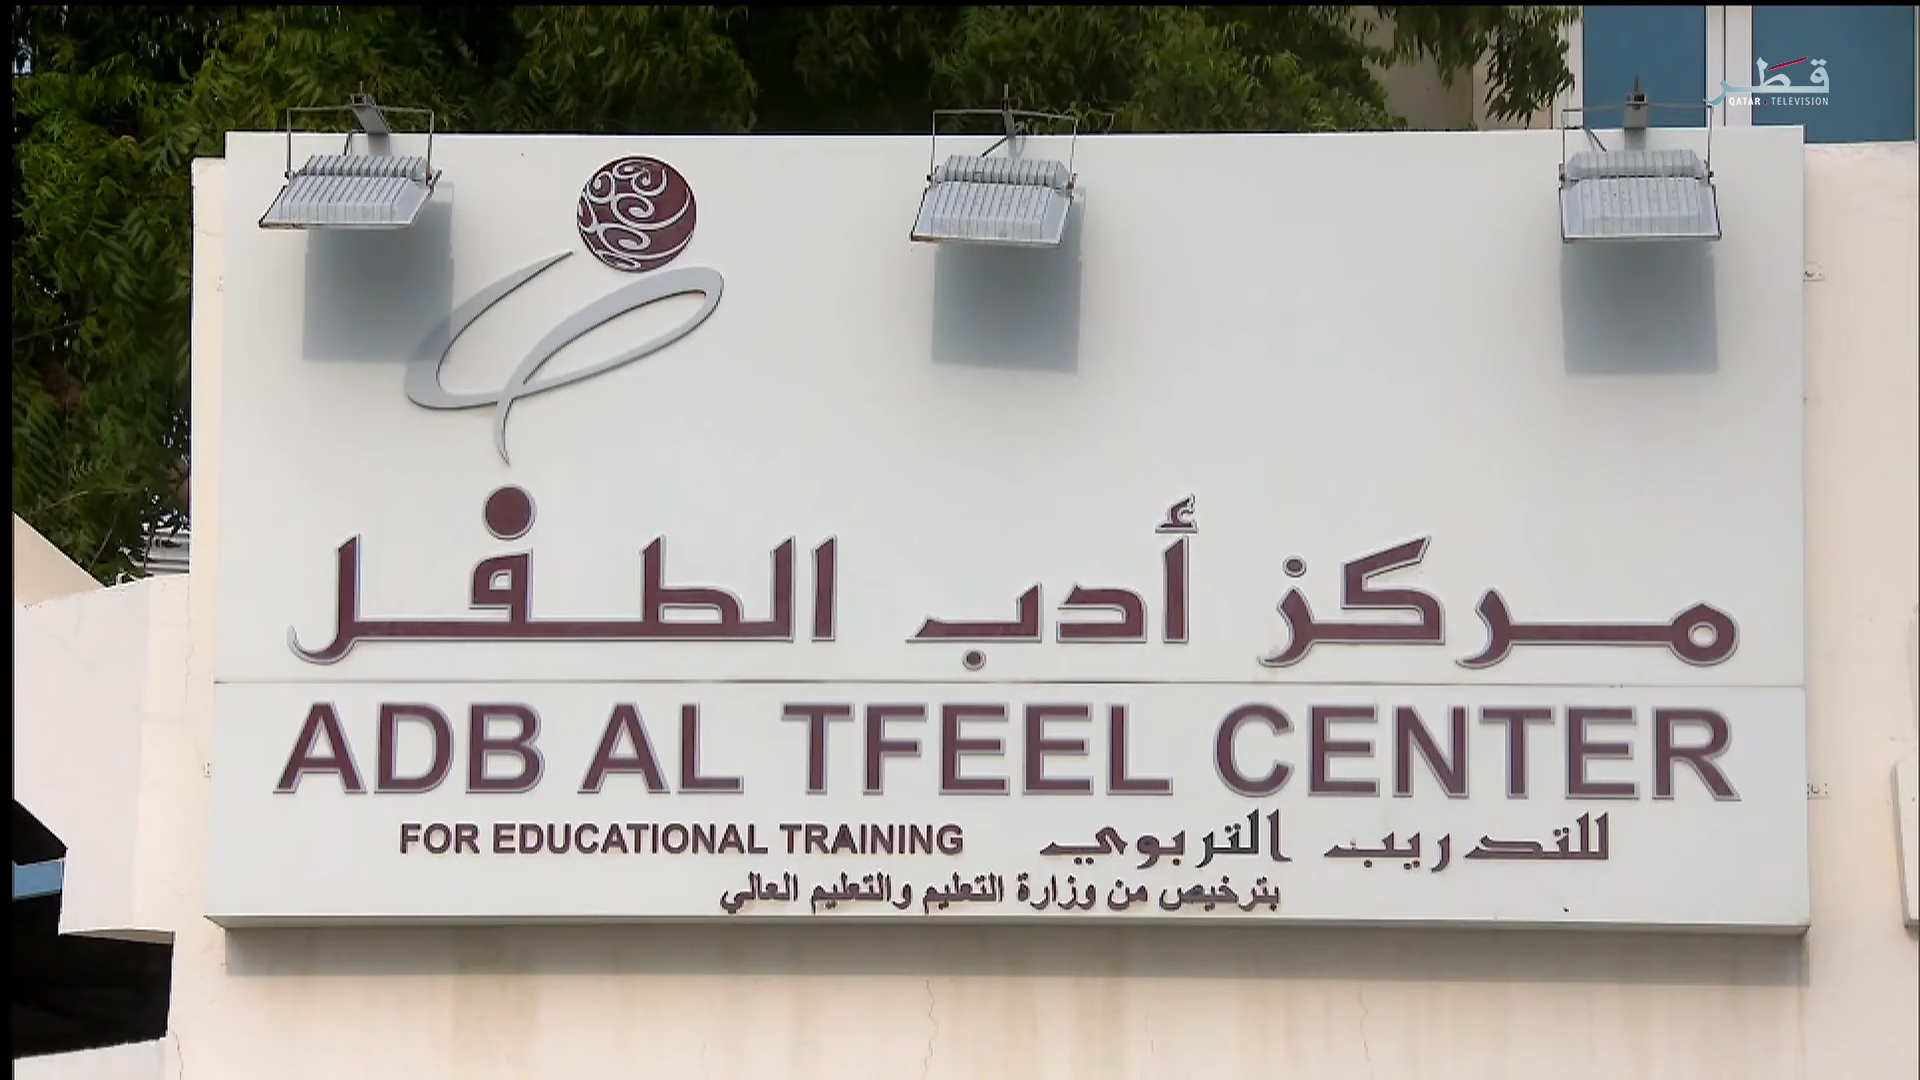 قطر
QATAR TELEVISION
مركز أدب الطفل
ADB AL TFEEL CENTER
للتدريب التربوي
FOR EDUCATIONAL TRAINING
بترخيص من وزارة التعليم والتعليم العالي